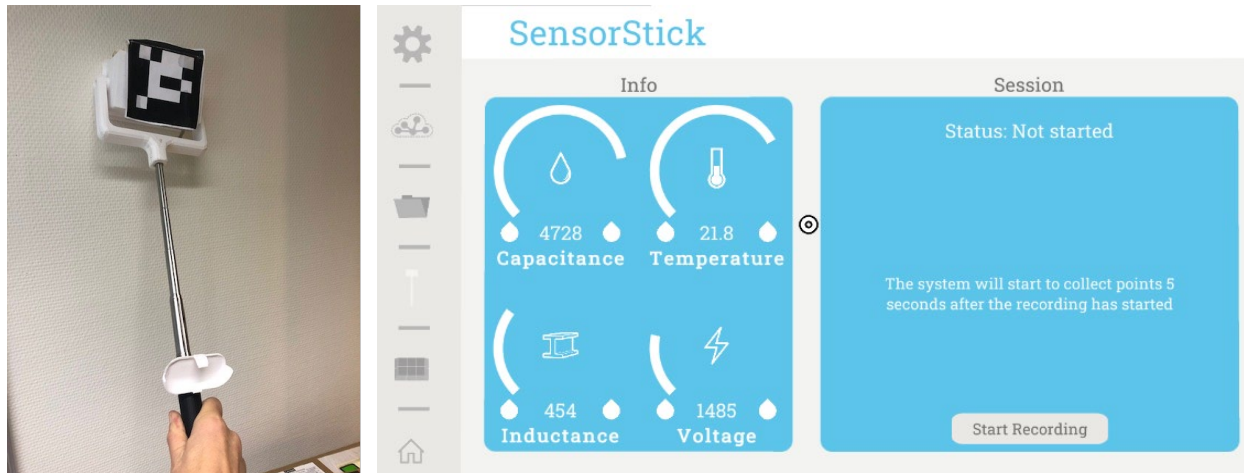 SensorStick
Info
4728
Capacitance
21.8
Temperature
454
Inductance
1485
Voltage
Session
Status: Not started
The system will start to collect points 5
seconds after the recording has started
Start Recording